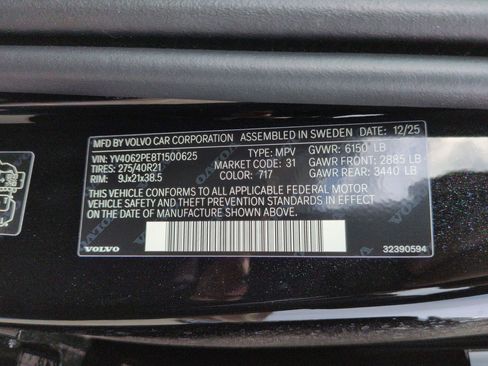 MFD BY VOLVO CAR CORPORATION ASSEMBLED IN SWEDEN DATE: 12/25
VIN: YV4062PE8T1500625 TYPE: MPV GVWR: 6150 LB
TIRES: 275/40R21 MARKET CODE: 31 GAWR FRONT: 2885 LB
RIM: 9Jx21x38.5 COLOR: 717 GAWR REAR: 3440 LB
THIS VEHICLE CONFORMS TO ALL APPLICABLE FEDERAL MOTOR
VEHICLE SAFETY AND THEFT PREVENTION STANDARDS IN EFFECT
ON THE DATE OF MANUFACTURE SHOWN ABOVE.
VOLVO 32390594